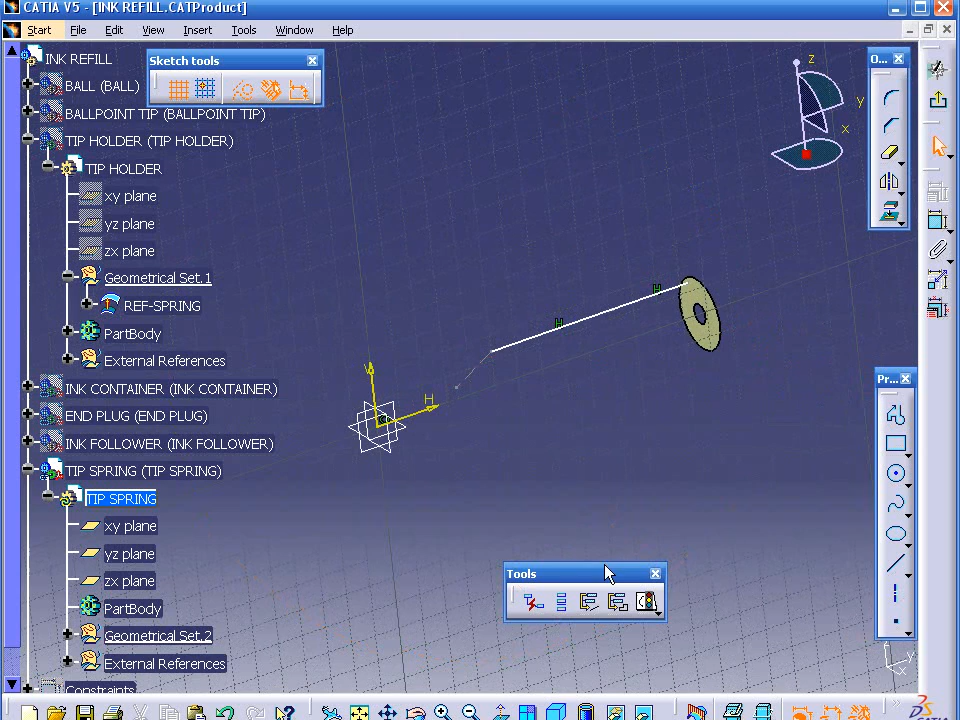 CATIA V5 - [INK REFILL.CATProduct]
Start File Edit View Insert Tools Window Help
INK REFILL
Sketch tools
BALL (BALL)
BALLPOINT TIP (BALLPOINT TIP)
TIP HOLDER (TIP HOLDER)
TIP HOLDER
xy plane
yz plane
zx plane
Geometrical Set.1
REF-SPRING
PartBody
External References
INK CONTAINER (INK CONTAINER)
END PLUG (END PLUG)
INK FOLLOWER (INK FOLLOWER)
TIP SPRING (TIP SPRING)
TIP SPRING
xy plane
yz plane
zx plane
PartBody
Geometrical Set.2
External References
Constraints
z
y
x
H
H
V
H
O...
Pr...
Tools
y
x
CATIA